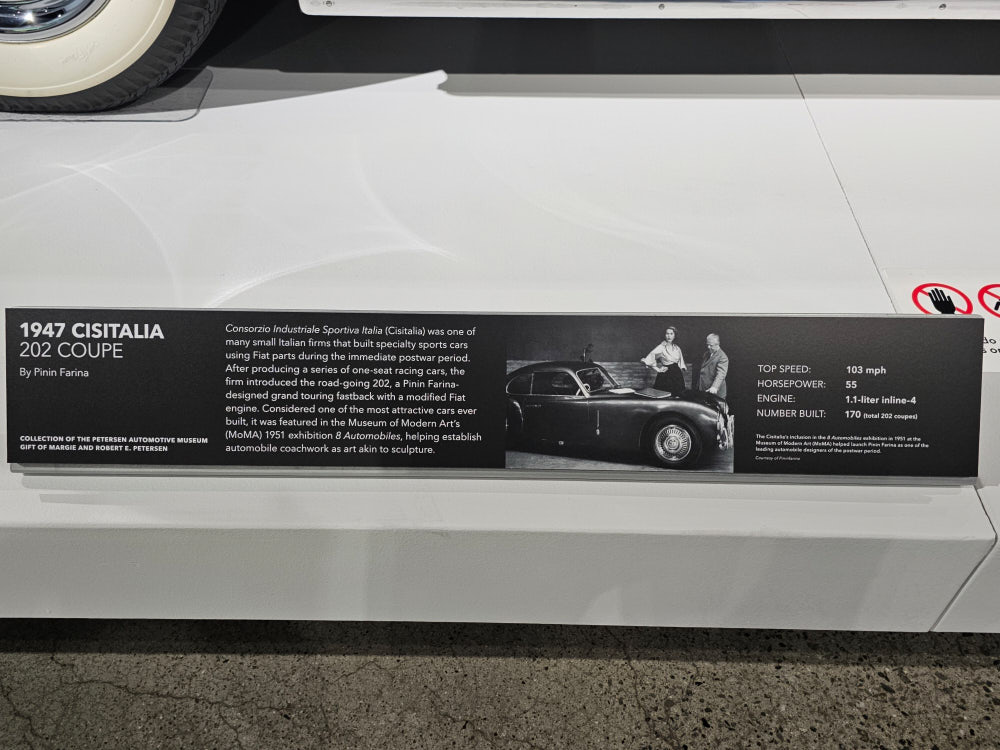 1947 CISITALIA
202 COUPE
By Pinin Farina
COLLECTION OF THE PETERSEN AUTOMOTIVE MUSEUM
GIFT OF MARGIE AND ROBERT E. PETERSEN
Consorzio Industriale Sportiva Italia (Cisitalia) was one of
many small Italian firms that built specialty sports cars
using Fiat parts during the immediate postwar period.
After producing a series of one-seat racing cars, the
firm introduced the road-going 202, a Pinin Farina-
designed grand touring fastback with a modified Fiat
engine. Considered one of the most attractive cars ever
built, it was featured in the Museum of Modern Art's
(MoMA) 1951 exhibition 8 Automobiles, helping establish
automobile coachwork as art akin to sculpture.
TOP SPEED: 103 mph
HORSEPOWER: 55
ENGINE: 1.1-liter inline-4
NUMBER BUILT: 170 (total 202 coupes)
The Cisitalia's inclusion in the 8 Automobiles exhibition in 1951 at the
Museum of Modern Art (MoMA) helped launch Pinin Farina as one of the
leading automobile designers of the postwar period.
Courtesy of Pininfarina
do